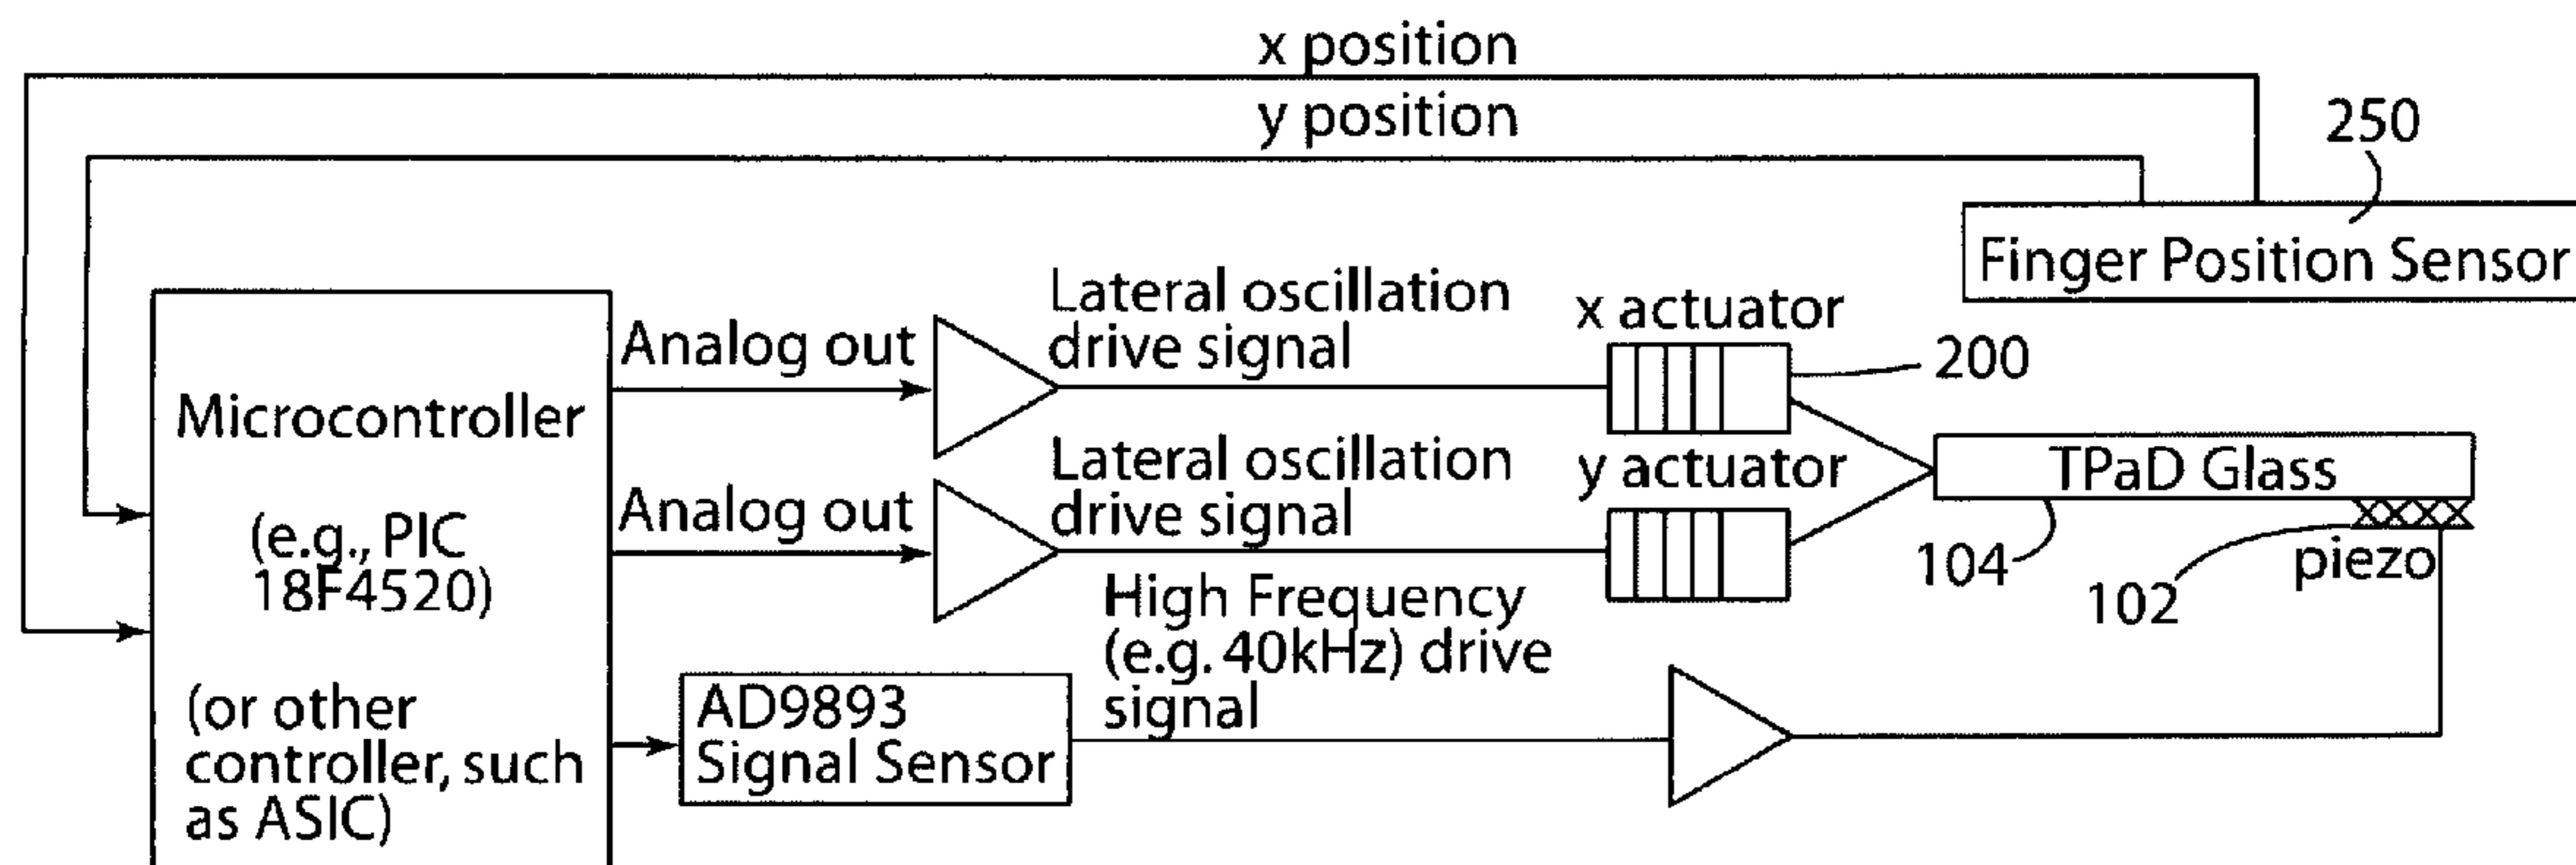 x position
y position
250
Finger Position Sensor
Lateral oscillation
drive signal
x actuator
Analog out
200
Microcontroller
Lateral oscillation
drive signal
y actuator
TPaD Glass
Analog out
(e.g., PIC
18F4520)
104
102
piezo
High Frequency
(e.g. 40kHz) drive
signal
(or other
controller, such
as ASIC)
AD9893
Signal Sensor